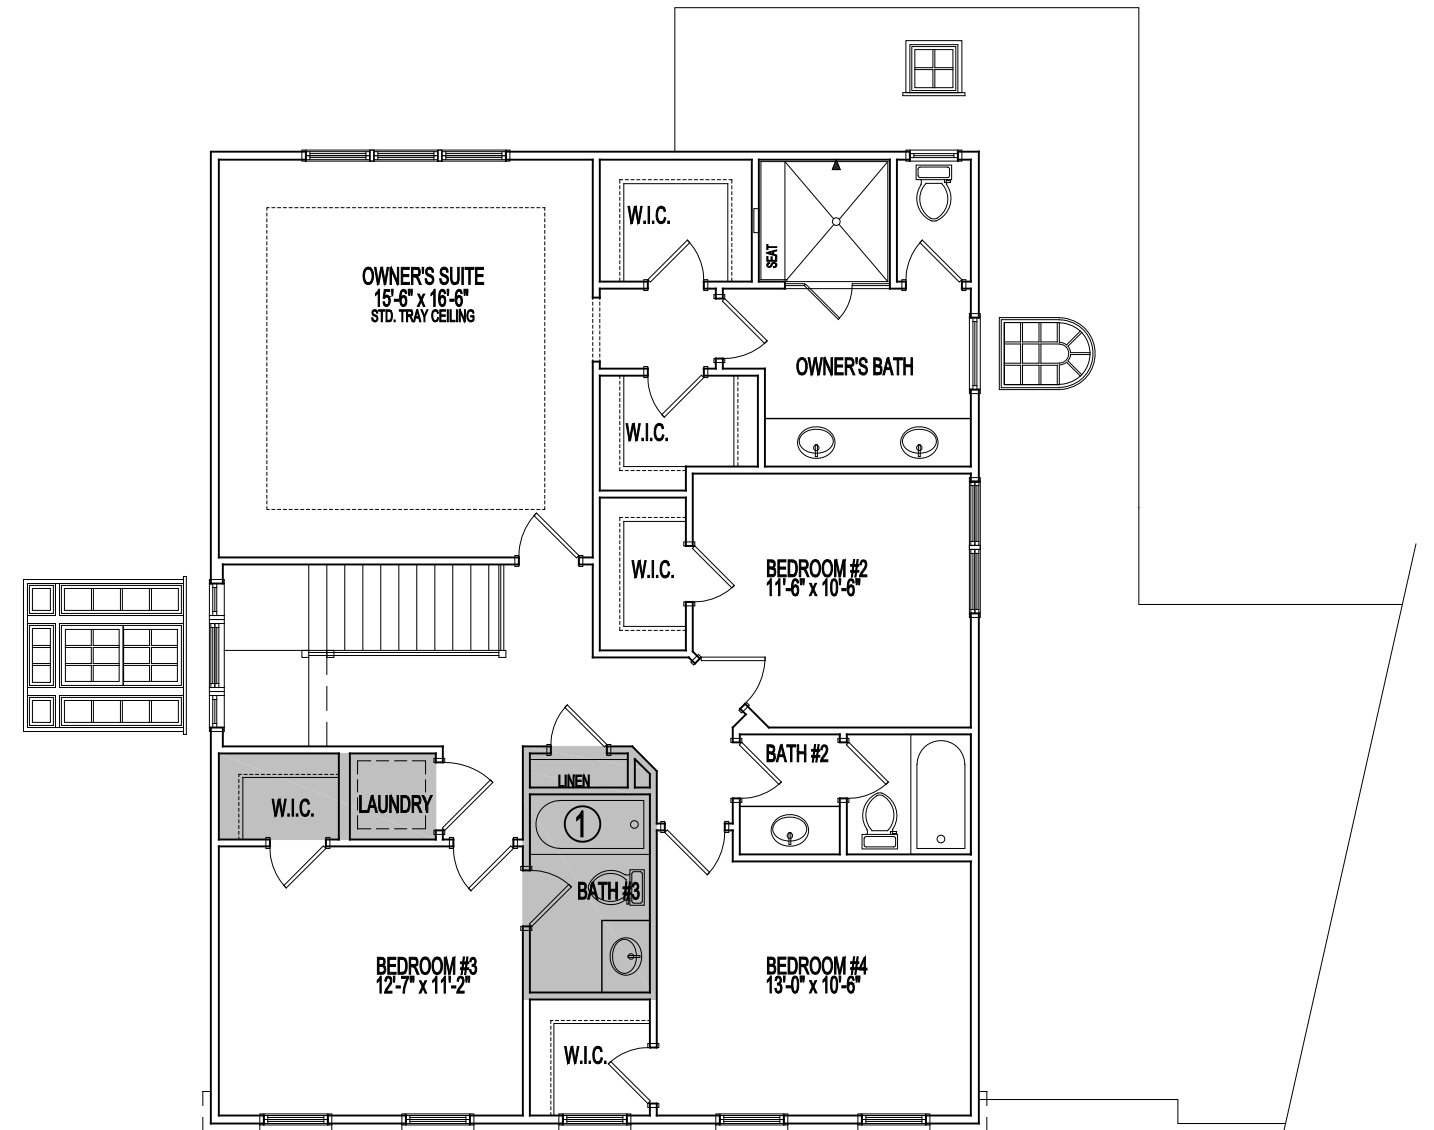 W.I.C.
SEAT
OWNER'S SUITE
15'-6" x 16'-6"
STD. TRAY CEILING
OWNER'S BATH
W.I.C.
W.I.C.
BEDROOM #2
11'-6" x 10'-6"
BATH #2
LINEN
W.I.C.
LAUNDRY
1
BATH #3
BEDROOM #3
12'-7" x 11'-2"
BEDROOM #4
13'-0" x 10'-6"
W.I.C.